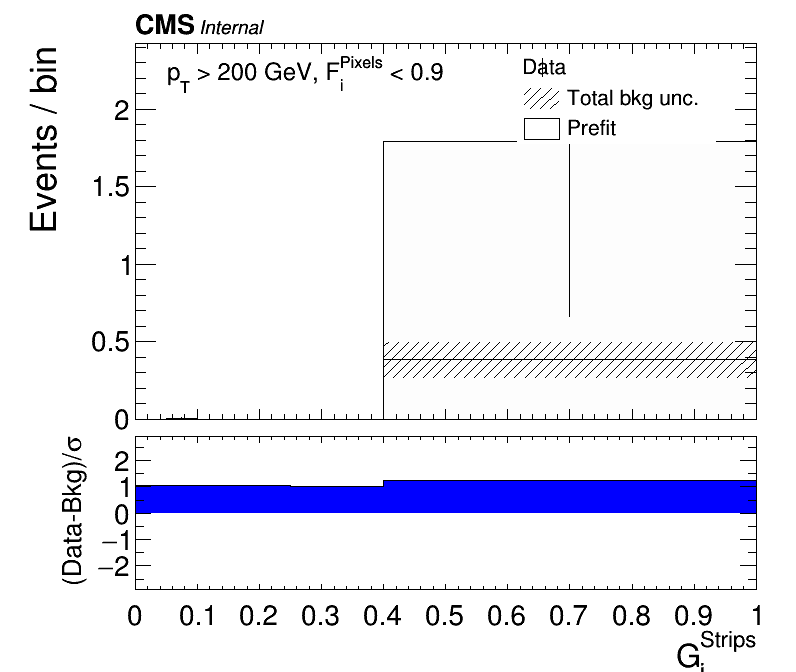 CMS Internal
p_T > 200 GeV, F_i^Pixels < 0.9
Data
Total bkg unc.
Prefit
Events / bin
2
1.5
1
0.5
0
(Data-Bkg)/σ
2
1
0
−1
−2
0 0.1 0.2 0.3 0.4 0.5 0.6 0.7 0.8 0.9 1
G_i^Strips